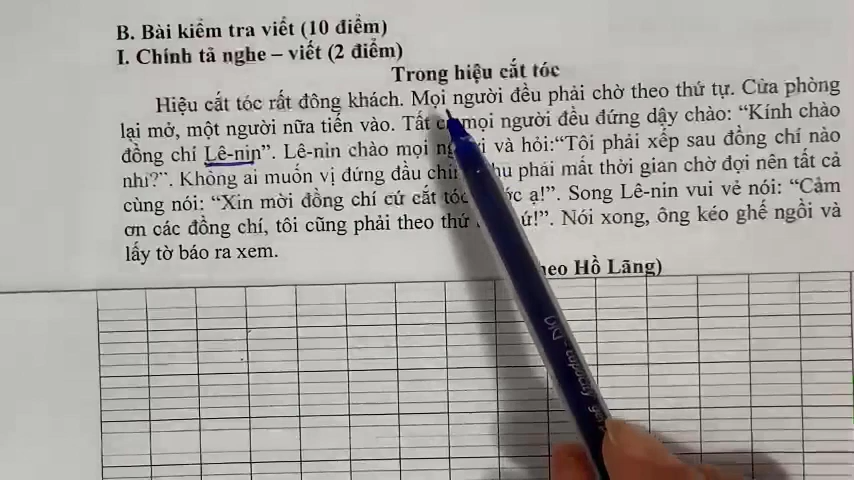 B. Bài kiểm tra viết (10 điểm)
I. Chính tả nghe – viết (2 điểm)
Trong hiệu cắt tóc
Hiệu cắt tóc rất đông khách. Mọi người đều phải chờ theo thứ tự. Cửa phòng
lại mở, một người nữa tiến vào. Tất mọi người đều đứng dậy chào: “Kính chào
đồng chí Lê-nin”. Lê-nin chào mọi và hỏi:“Tôi phải xếp sau đồng chí nào
nhỉ?”. Không ai muốn vị đứng đầu phải mất thời gian chờ đợi nên tất cả
cùng nói: “Xin mời đồng chí cứ cắt ạ!”. Song Lê-nin vui vẻ nói: “Cảm
ơn các đồng chí, tôi cũng phải theo thứ chứ!”. Nói xong, ông kéo ghế ngồi và
lấy tờ báo ra xem.
Hồ Lãng)